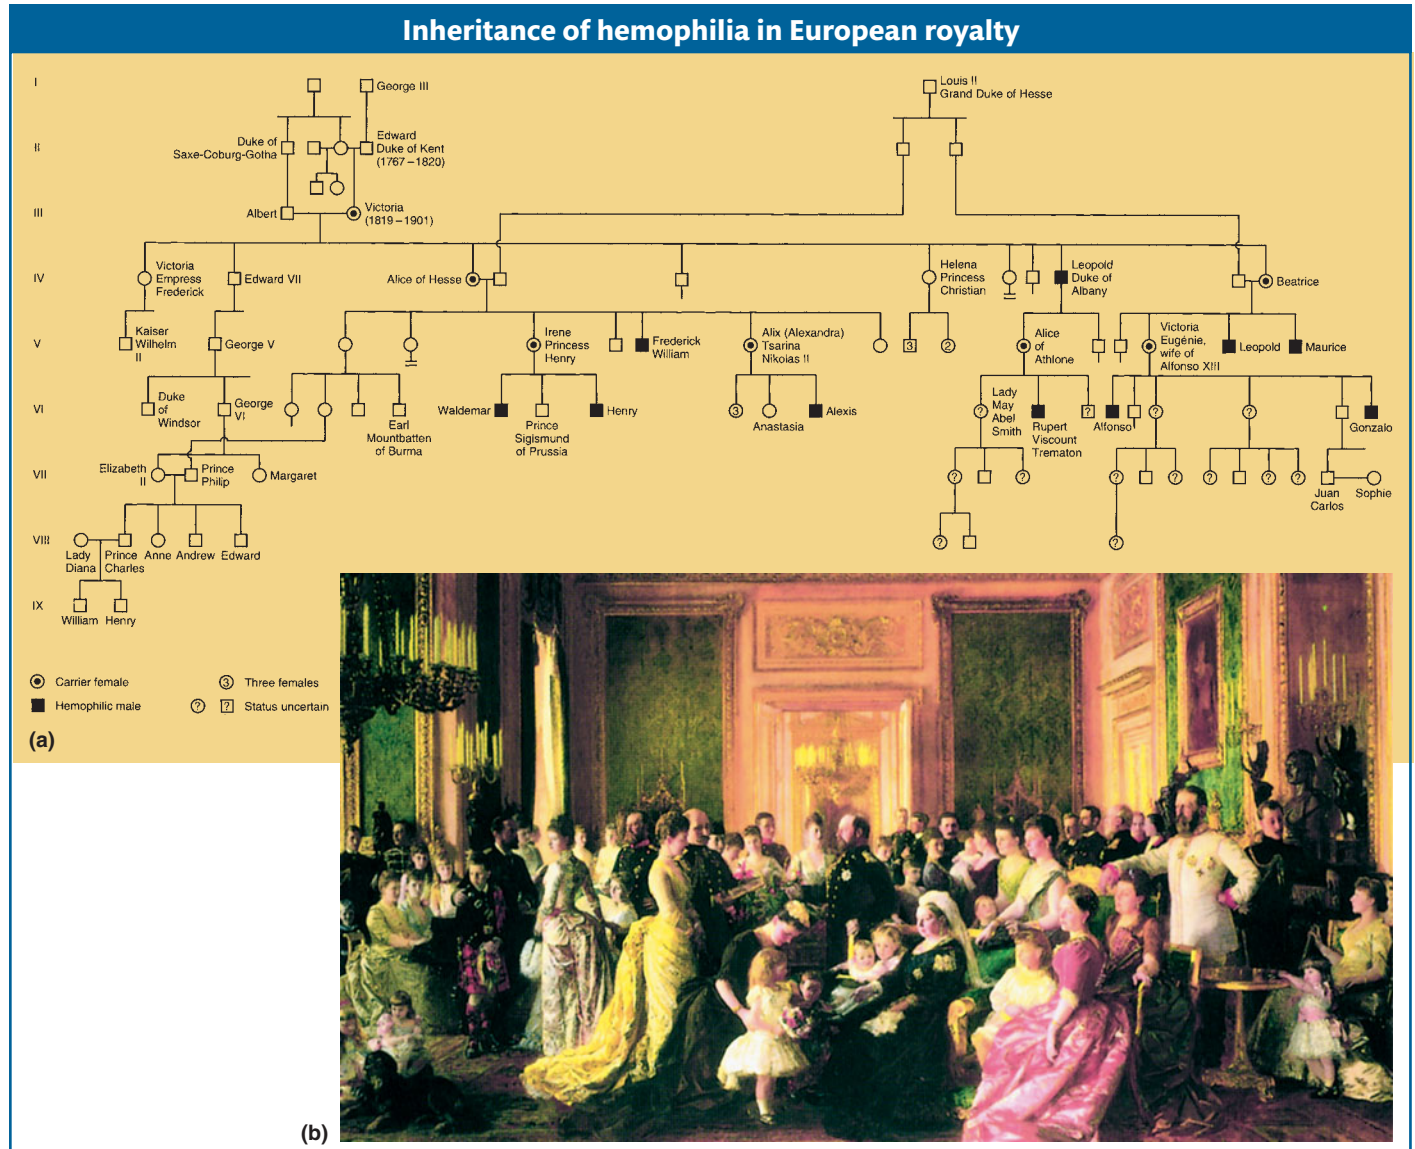 Inheritance of hemophilia in European royalty
I
George III
Louis II
Grand Duke of Hesse
II
Duke of
Saxe-Coburg-Gotha
Edward
Duke of Kent
(1767–1820)
III
Albert
Victoria
(1819–1901)
IV
Victoria
Empress
Frederick
Edward VII
Alice of Hesse
Helena
Princess
Christian
Leopold
Duke of
Albany
Beatrice
V
Kaiser
Wilhelm
II
George V
Irene
Princess
Henry
Frederick
William
Alix (Alexandra)
Tsarina
Nikolas II
3
2
Alice
of
Athlone
Victoria
Eugénie,
wife of
Alfonso XIII
Leopold
Maurice
VI
Duke
of
Windsor
George
VI
Earl
Mountbatten
of Burma
Waldemar
Prince
Sigismund
of Prussia
Henry
3
Anastasia
Alexis
?
Lady
May
Abel
Smith
Rupert
Viscount
Trematon
?
Alfonso
?
?
Gonzalo
VII
Elizabeth
II
Prince
Philip
Margaret
?
?
?
?
?
?
?
Juan
Carlos
Sophie
VIII
Lady
Diana
Prince
Charles
Anne
Andrew
Edward
?
?
IX
William
Henry
Carrier female
3
Three females
Hemophilic male
?
?
Status uncertain
(a)
(b)